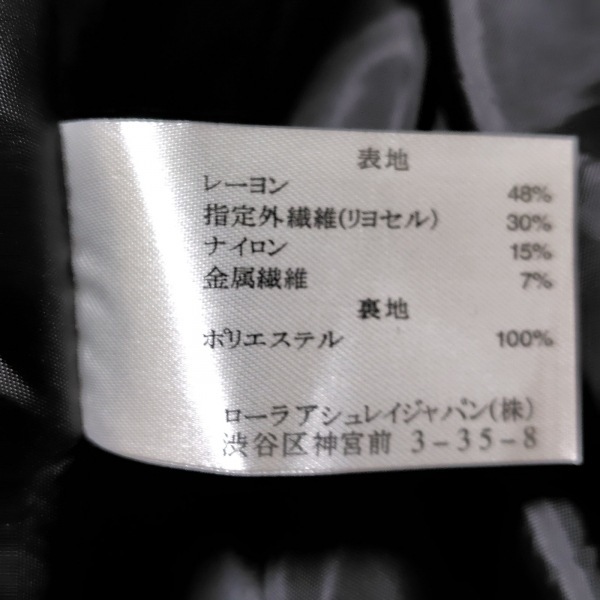 表地
レーヨン 48%
指定外繊維(リヨセル) 30%
ナイロン 15%
金属繊維 7%
裏地
ポリエステル 100%
ローラアシュレイジャパン(株)
渋谷区神宮前 3-35-8